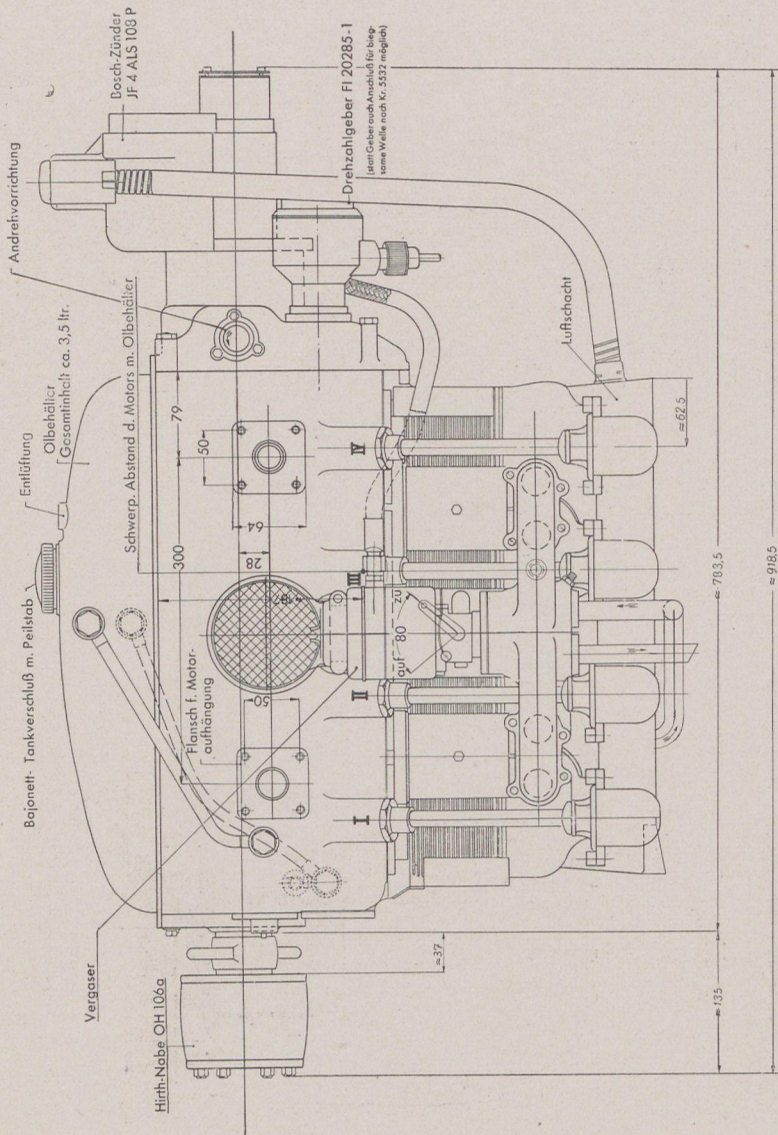 Bajonett- Tankverschluß m. Peilstab
Entlüftung
Olbehälier
Gesamtinhalt ca. 3,5 ltr.
Andrehvorrichtung
Bosch-Zünder
JF 4 ALS 108 P
Schwerp. Abstand d. Motors m. Olbehälier
Vergaser
Flansch f. Motor-
aufhängung
Hirth-Nabe OH 106a
Drehzahlgeber Fl 20285-1
(statt Geber auch Anschluß für bieg-
same Welle nach Kr. 5532 möglich)
Luftschacht
300
79
50
64
28
50
auf 80 zu
I
II
III
IV
≈37
≈62,5
≈135
≈783,5
≈918,5